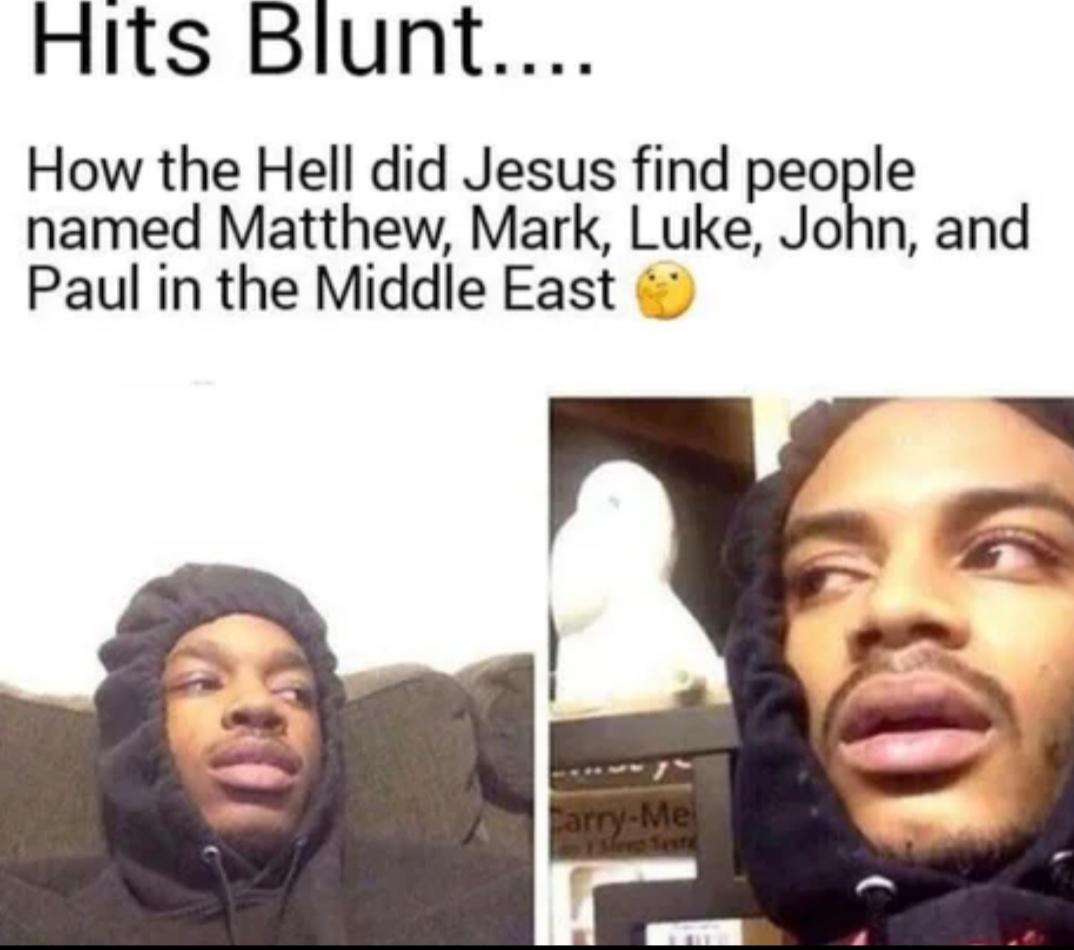 Hits Blunt....
How the Hell did Jesus find people
named Matthew, Mark, Luke, John, and
Paul in the Middle East 🤔
Carry-Me